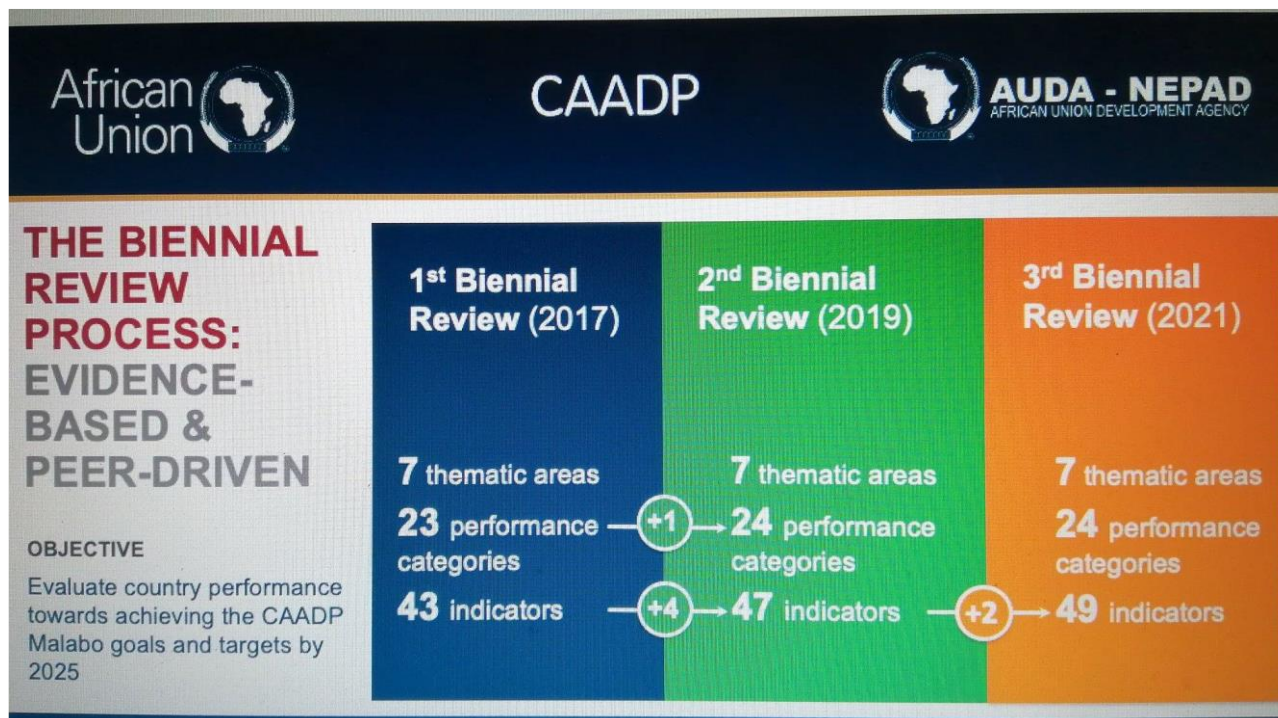 African
Union
CAADP
AUDA - NEPAD
AFRICAN UNION DEVELOPMENT AGENCY
THE BIENNIAL
REVIEW
PROCESS:
EVIDENCE-
BASED &
PEER-DRIVEN
OBJECTIVE
Evaluate country performance
towards achieving the CAADP
Malabo goals and targets by
2025
1st Biennial
Review (2017)
7 thematic areas
23 performance
categories
43 indicators
+1
+4
2nd Biennial
Review (2019)
7 thematic areas
24 performance
categories
47 indicators
+2
3rd Biennial
Review (2021)
7 thematic areas
24 performance
categories
49 indicators